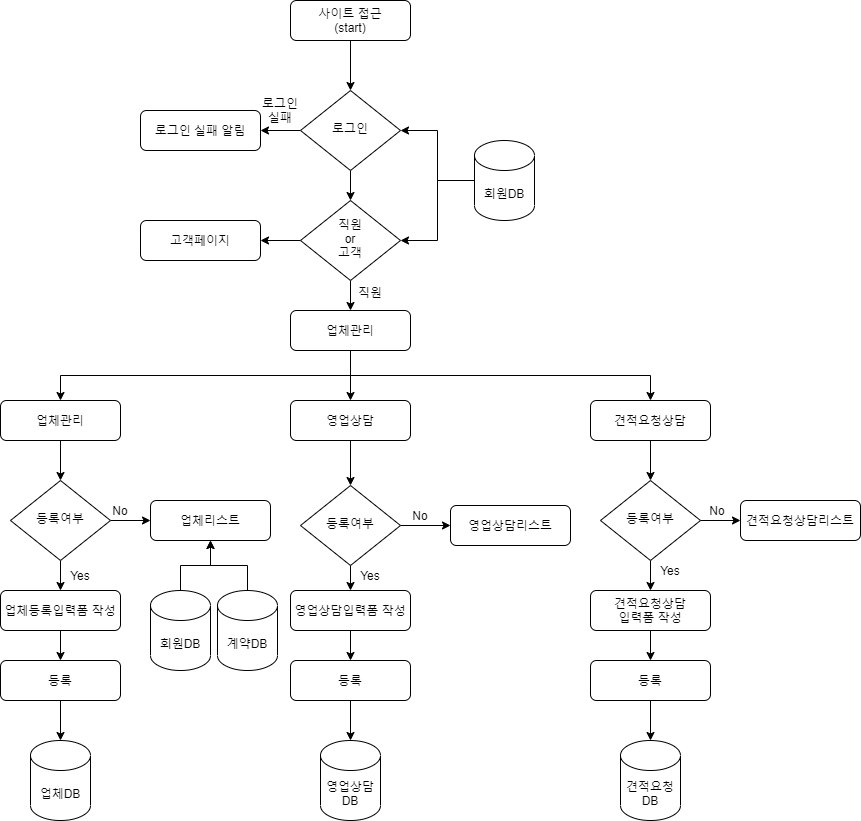 사이트 접근
(start)
로그인
실패
로그인 실패 알림
로그인
회원DB
고객페이지
직원
or
고객
직원
업체관리
업체관리
영업상담
견적요청상담
등록여부
No
업체리스트
등록여부
No
영업상담리스트
등록여부
No
견적요청상담리스트
Yes
Yes
Yes
업체등록입력폼 작성
회원DB
계약DB
영업상담입력폼 작성
견적요청상담
입력폼 작성
등록
등록
등록
업체DB
영업상담
DB
견적요청
DB